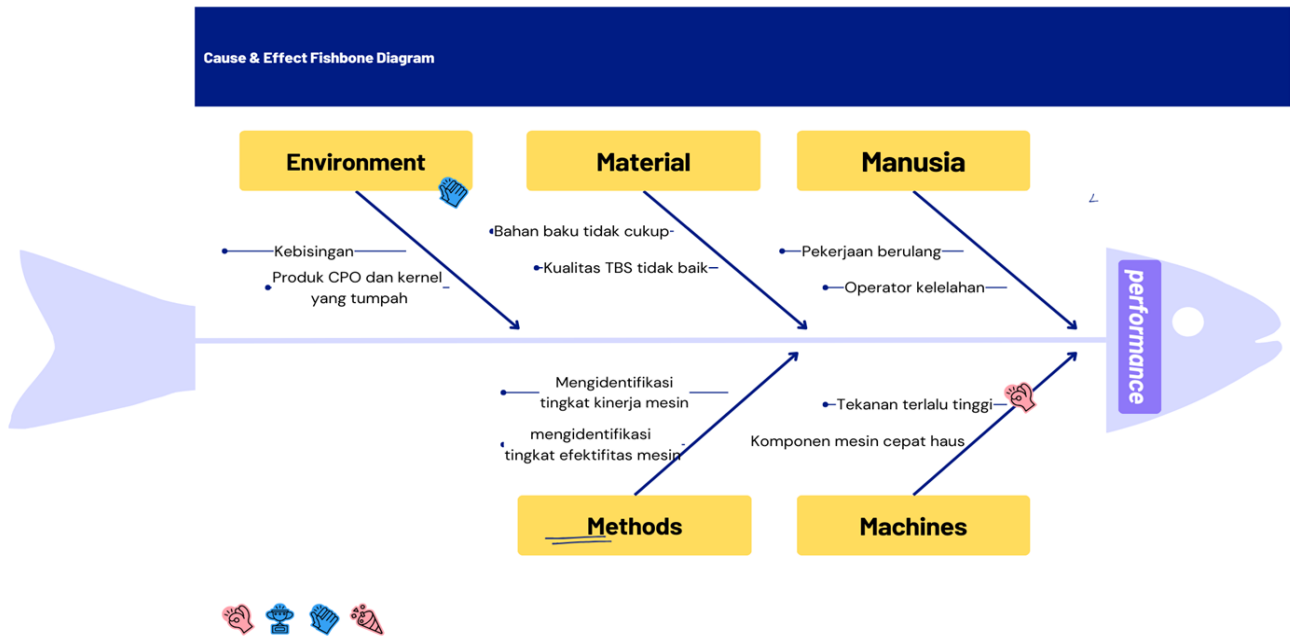 Cause & Effect Fishbone Diagram
Environment
Material
Manusia
Kebisingan
Produk CPO dan kernel
yang tumpah
Bahan baku tidak cukup
Kualitas TBS tidak baik
Pekerjaan berulang
Operator kelelahan
performance
Mengidentifikasi
tingkat kinerja mesin
mengidentifikasi
tingkat efektifitas mesin
Tekanan terlalu tinggi
Komponen mesin cepat haus
Methods
Machines